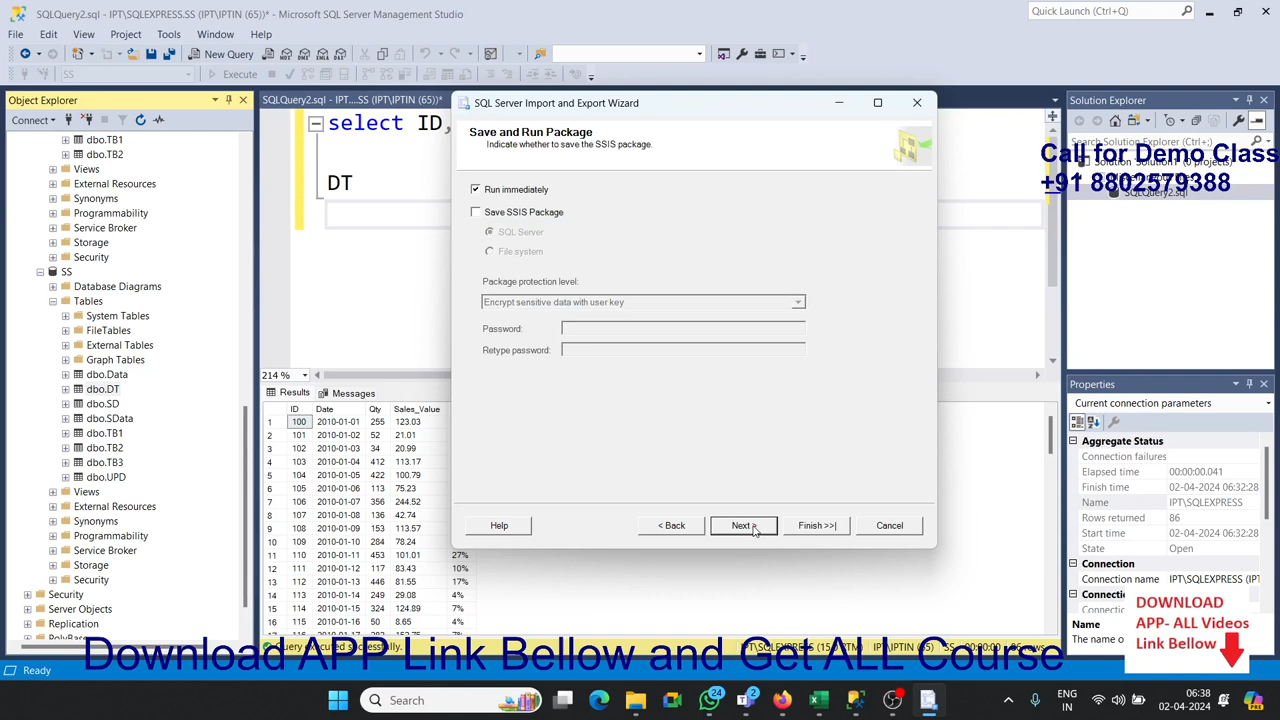 SQLQuery2.sql - IPT\SQLEXPRESS.SS (IPT\IPTIN (65))* - Microsoft SQL Server Management Studio
Quick Launch (Ctrl+Q)
File Edit View Project Tools Window Help
New Query
MDX DMX XMLA DAX
SS
Execute
Object Explorer
Connect
dbo.TB1
dbo.TB2
Views
External Resources
Synonyms
Programmability
Service Broker
Storage
Security
SS
Database Diagrams
Tables
System Tables
FileTables
External Tables
Graph Tables
dbo.Data
dbo.DT
dbo.SD
dbo.SData
dbo.TB1
dbo.TB2
dbo.TB3
dbo.UPD
Views
External Resources
Synonyms
Programmability
Service Broker
Storage
Security
Security
Server Objects
Replication
SQLQuery2.sql - IPT....SS (IPT\IPTIN (65))*
select ID,
DT
214 %
Results Messages
ID Date Qty Sales_Value
1 100 2010-01-01 255 123.03
2 101 2010-01-02 52 21.01
3 102 2010-01-03 34 20.99
4 103 2010-01-04 412 113.17
5 104 2010-01-05 422 100.79
6 105 2010-01-06 113 75.23
7 106 2010-01-07 356 244.52
8 107 2010-01-08 136 42.74
9 108 2010-01-09 153 113.57
10 109 2010-01-10 284 78.24
11 110 2010-01-11 453 101.01 27%
12 111 2010-01-12 117 83.43 10%
13 112 2010-01-13 446 81.55 17%
14 113 2010-01-14 249 29.08 4%
15 114 2010-01-15 324 124.89 7%
16 115 2010-01-16 50 8.65 4%
SQL Server Import and Export Wizard
Save and Run Package
Indicate whether to save the SSIS package.
Run immediately
Save SSIS Package
SQL Server
File system
Package protection level:
Encrypt sensitive data with user key
Password:
Retype password:
Help
< Back
Next >
Finish >>|
Cancel
Solution Explorer
Call for Demo Class
+91 8802579388
SQLQuery2.sql
Properties
Current connection parameters
Aggregate Status
Connection failures
Elapsed time 00:00:00.041
Finish time 02-04-2024 06:32:28
Name IPT\SQLEXPRESS
Rows returned 86
Start time 02-04-2024 06:32:28
State Open
Connection
Connection name IPT\SQLEXPRESS (IPT
Name
The name o
DOWNLOAD
APP- ALL Videos
Link Bellow
Download APP Link Bellow and Get ALL Course
Ready
Search
24
2
ENG
IN
06:38
02-04-2024